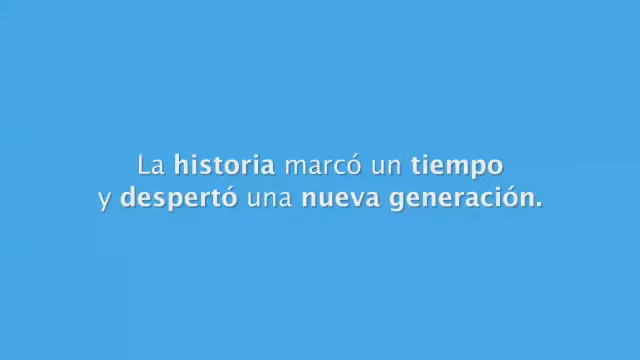 La historia marcó un tiempo
y despertó una nueva generación.